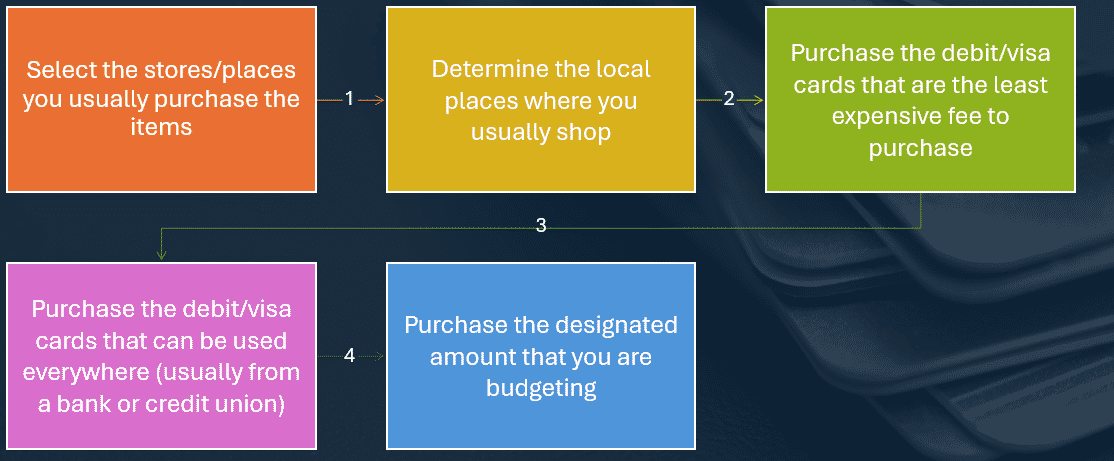 Select the stores/places
you usually purchase the
items
1
Determine the local
places where you
usually shop
2
Purchase the debit/visa
cards that are the least
expensive fee to
purchase
3
Purchase the debit/visa
cards that can be used
everywhere (usually from
a bank or credit union)
4
Purchase the designated
amount that you are
budgeting